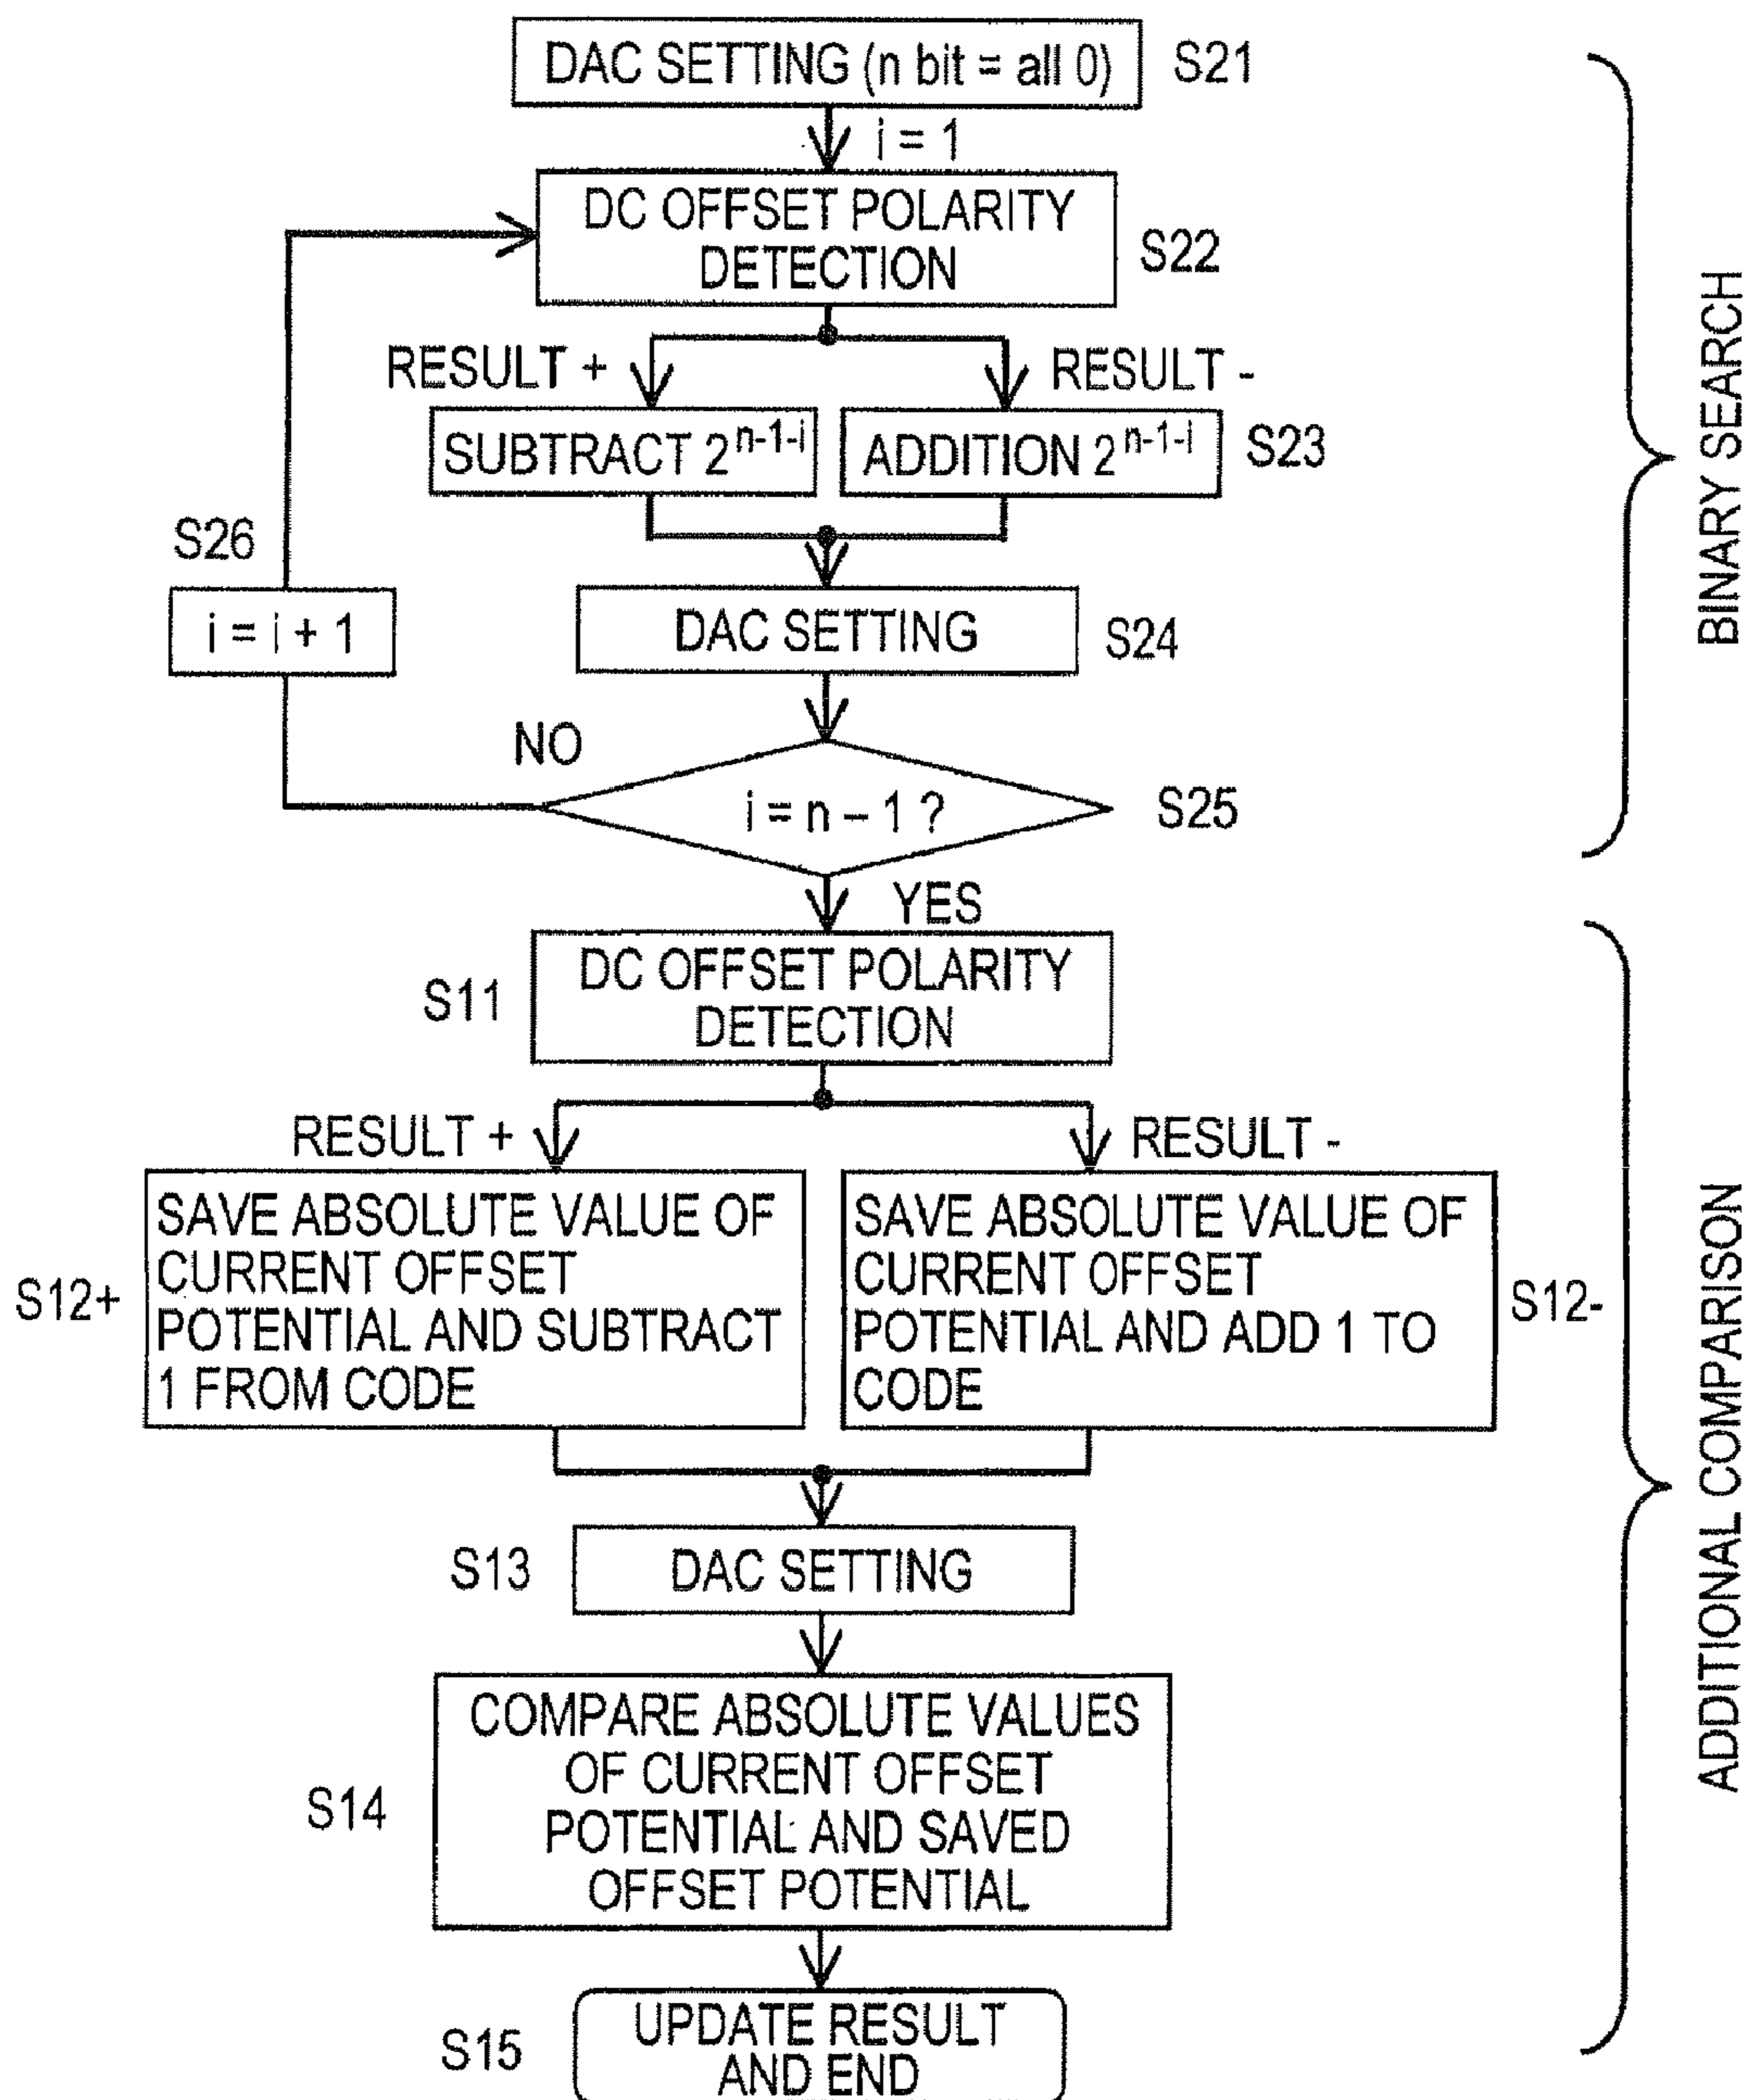 DAC SETTING (n bit = all 0)
S21
i = 1
DC OFFSET POLARITY
DETECTION
S22
RESULT +
RESULT -
SUBTRACT 2^{n-1-i}
ADDITION 2^{n-1-i}
S23
S26
i = i + 1
DAC SETTING
S24
NO
i = n – 1 ?
S25
YES
BINARY SEARCH
DC OFFSET POLARITY
DETECTION
S11
RESULT +
RESULT -
S12+
SAVE ABSOLUTE VALUE OF
CURRENT OFFSET
POTENTIAL AND SUBTRACT
1 FROM CODE
SAVE ABSOLUTE VALUE OF
CURRENT OFFSET
POTENTIAL AND ADD 1 TO
CODE
S12-
S13
DAC SETTING
S14
COMPARE ABSOLUTE VALUES
OF CURRENT OFFSET
POTENTIAL AND SAVED
OFFSET POTENTIAL
S15
UPDATE RESULT
AND END
ADDITIONAL COMPARISON